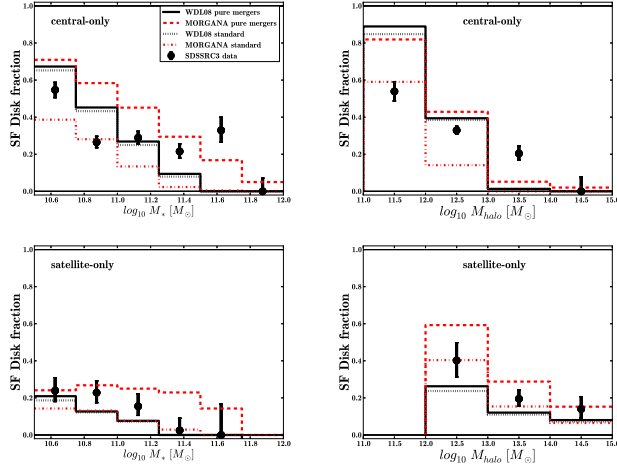 central-only
WDL08 pure mergers
MORGANA pure mergers
WDL08 standard
MORGANA standard
SDSSRC3 data
SF Disk fraction
1.0
0.8
0.6
0.4
0.2
0.0
10.6 10.8 11.0 11.2 11.4 11.6 11.8 12.0
log₁₀ M* [M⊙]
central-only
SF Disk fraction
1.0
0.8
0.6
0.4
0.2
0.0
11.0 11.5 12.0 12.5 13.0 13.5 14.0 14.5 15.0
log₁₀ M_halo [M⊙]
satellite-only
SF Disk fraction
1.0
0.8
0.6
0.4
0.2
0.0
10.6 10.8 11.0 11.2 11.4 11.6 11.8 12.0
log₁₀ M* [M⊙]
satellite-only
SF Disk fraction
1.0
0.8
0.6
0.4
0.2
0.0
11.0 11.5 12.0 12.5 13.0 13.5 14.0 14.5 15.0
log₁₀ M_halo [M⊙]